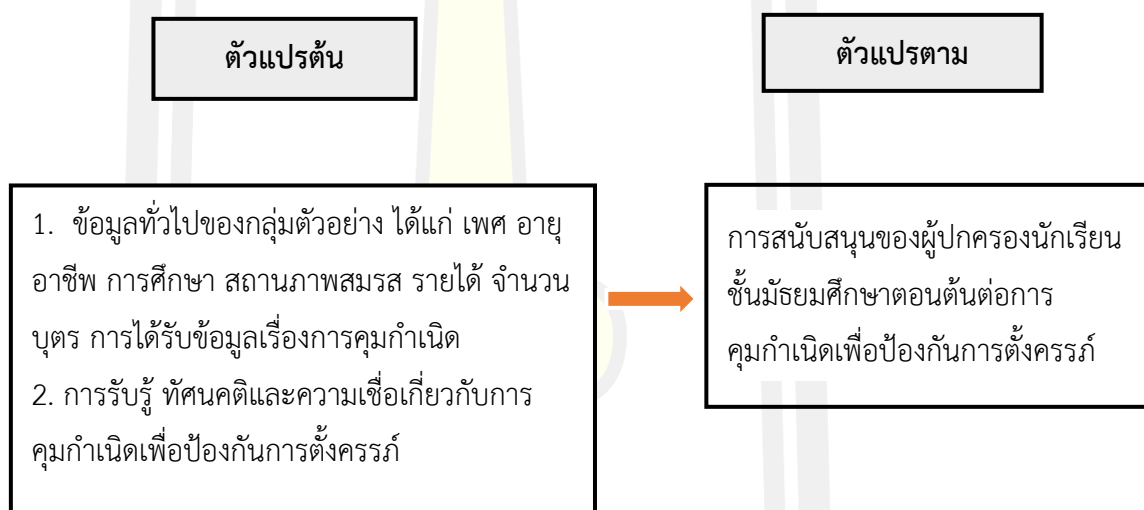 ตัวแปรต้น
ตัวแปรตาม
1. ข้อมูลทั่วไปของกลุ่มตัวอย่าง ได้แก่ เพศ อายุ
อาชีพ การศึกษา สถานภาพสมรส รายได้ จำนวน
บุตร การได้รับข้อมูลเรื่องการคุมกำเนิด
2. การรับรู้ ทัศนคติและความเชื่อเกี่ยวกับการ
คุมกำเนิดเพื่อป้องกันการตั้งครรภ์
การสนับสนุนของผู้ปกครองนักเรียน
ชั้นมัธยมศึกษาตอนต้นต่อการ
คุมกำเนิดเพื่อป้องกันการตั้งครรภ์